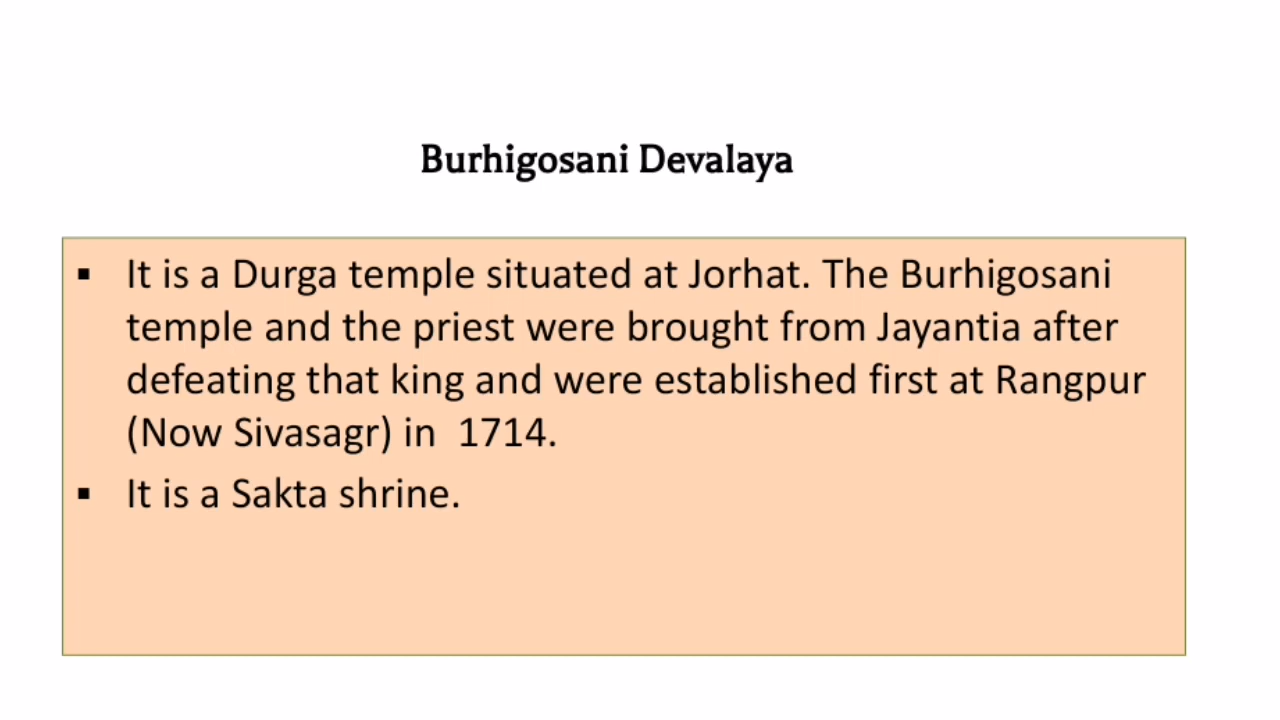 Burhigosani Devalaya
▪ It is a Durga temple situated at Jorhat. The Burhigosani
temple and the priest were brought from Jayantia after
defeating that king and were established first at Rangpur
(Now Sivasagr) in  1714.
▪ It is a Sakta shrine.